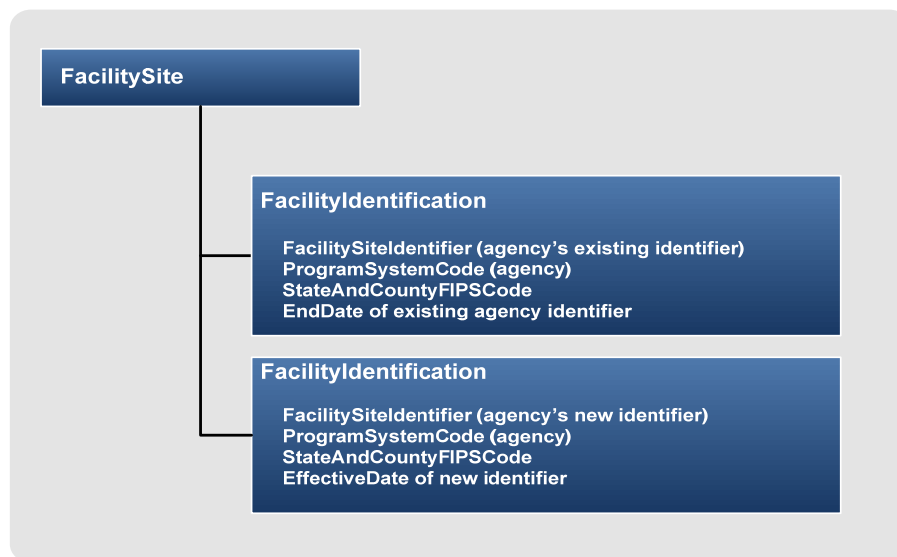 FacilitySite
FacilityIdentification
FacilitySiteIdentifier (agency's existing identifier)
ProgramSystemCode (agency)
StateAndCountyFIPSCode
EndDate of existing agency identifier
FacilityIdentification
FacilitySiteIdentifier (agency's new identifier)
ProgramSystemCode (agency)
StateAndCountyFIPSCode
EffectiveDate of new identifier